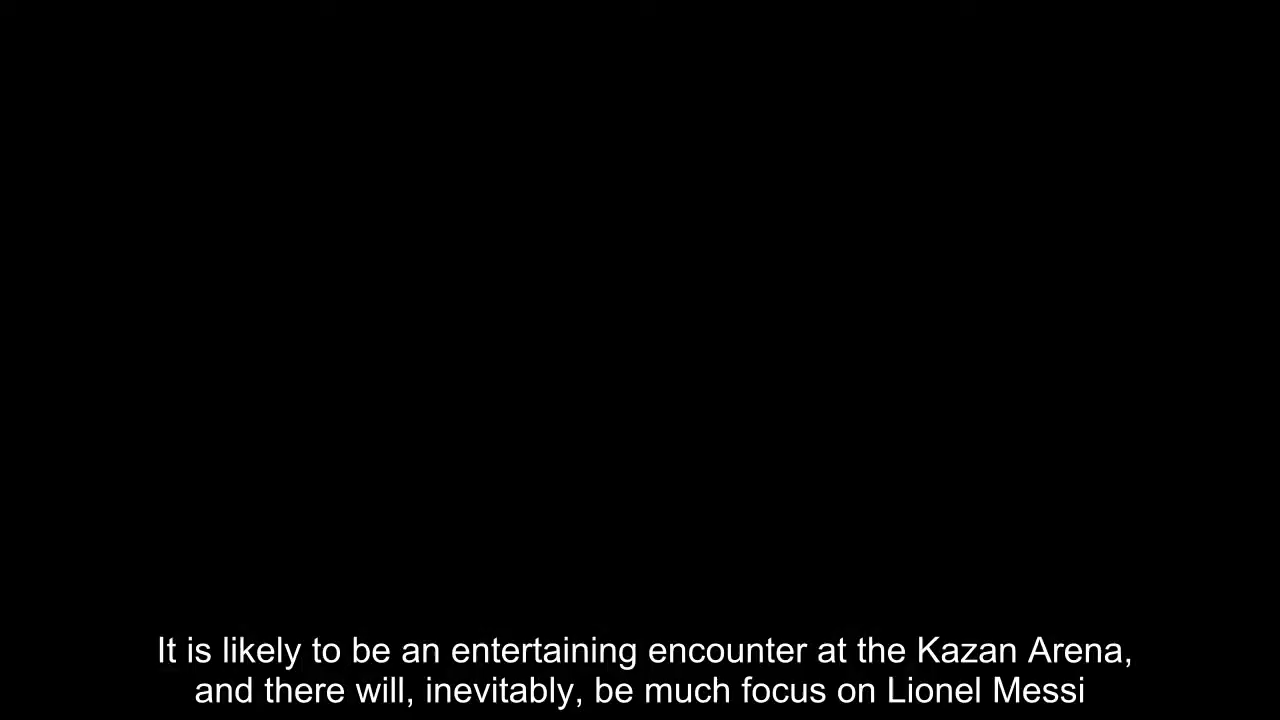 It is likely to be an entertaining encounter at the Kazan Arena,
and there will, inevitably, be much focus on Lionel Messi